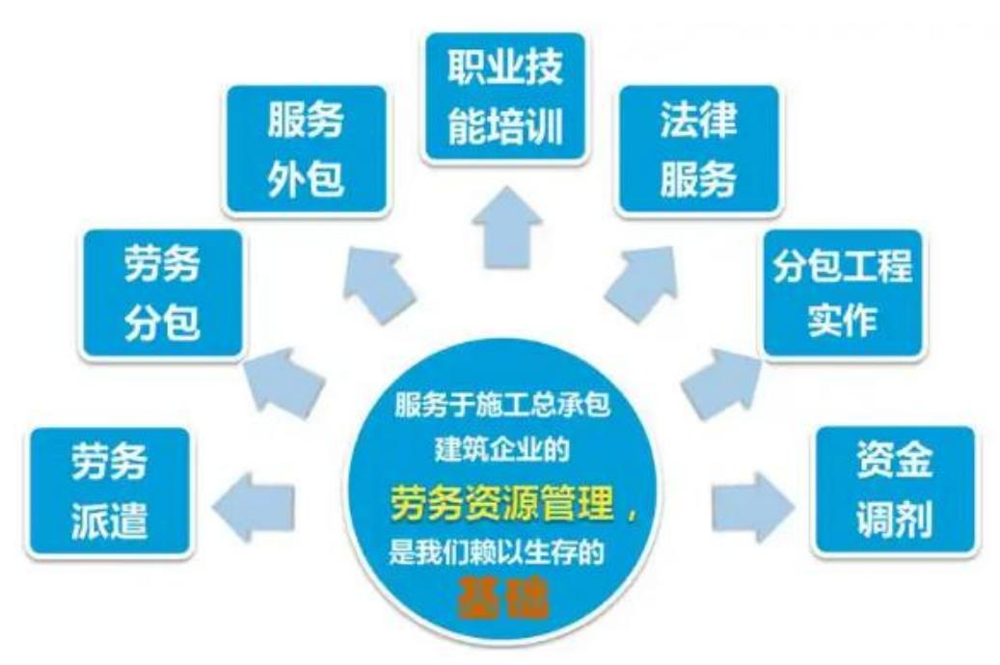 职业技
能培训
服务
外包
法律
服务
劳务
分包
分包工程
实作
劳务
派遣
资金
调剂
服务于施工总承包
建筑企业的
劳务资源管理，
是我们赖以生存的
基础